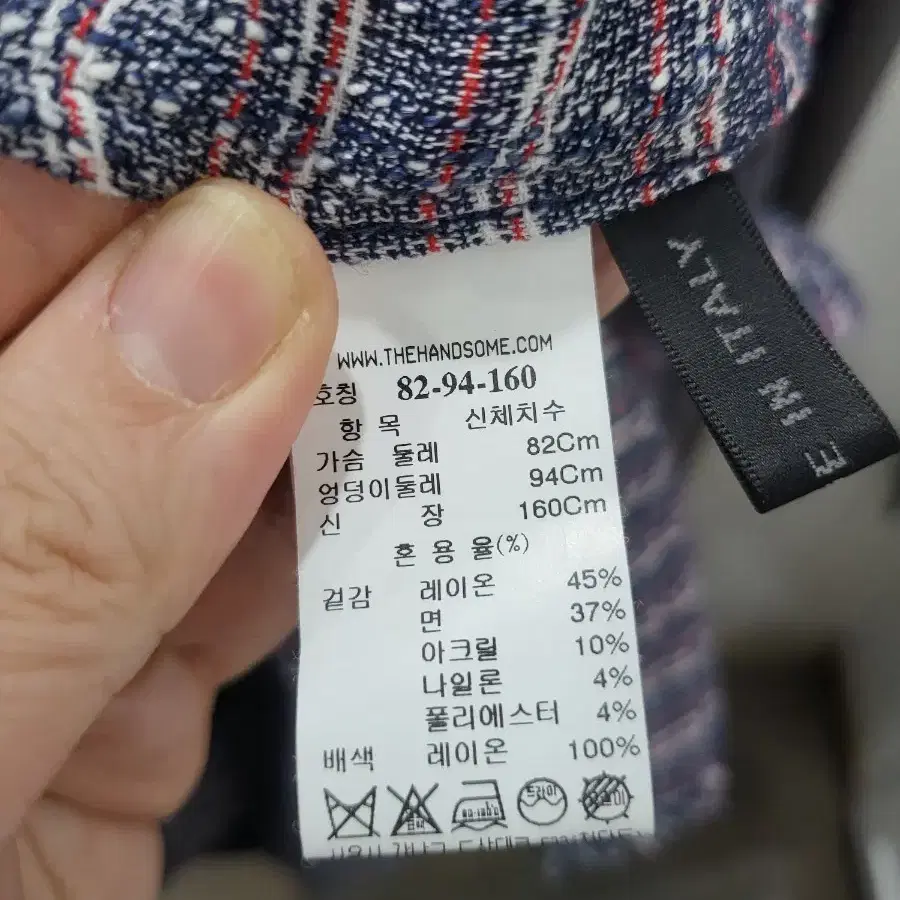 WWW.THEHANDSOME.COM
호칭 82-94-160
항 목 신체치수
가슴 둘레 82Cm
엉덩이둘레 94Cm
신 장 160Cm
혼 용 율(%)
겉감 레이온 45%
면 37%
아크릴 10%
나일론 4%
폴리에스터 4%
배색 레이온 100%
드라이
E IN ITALY